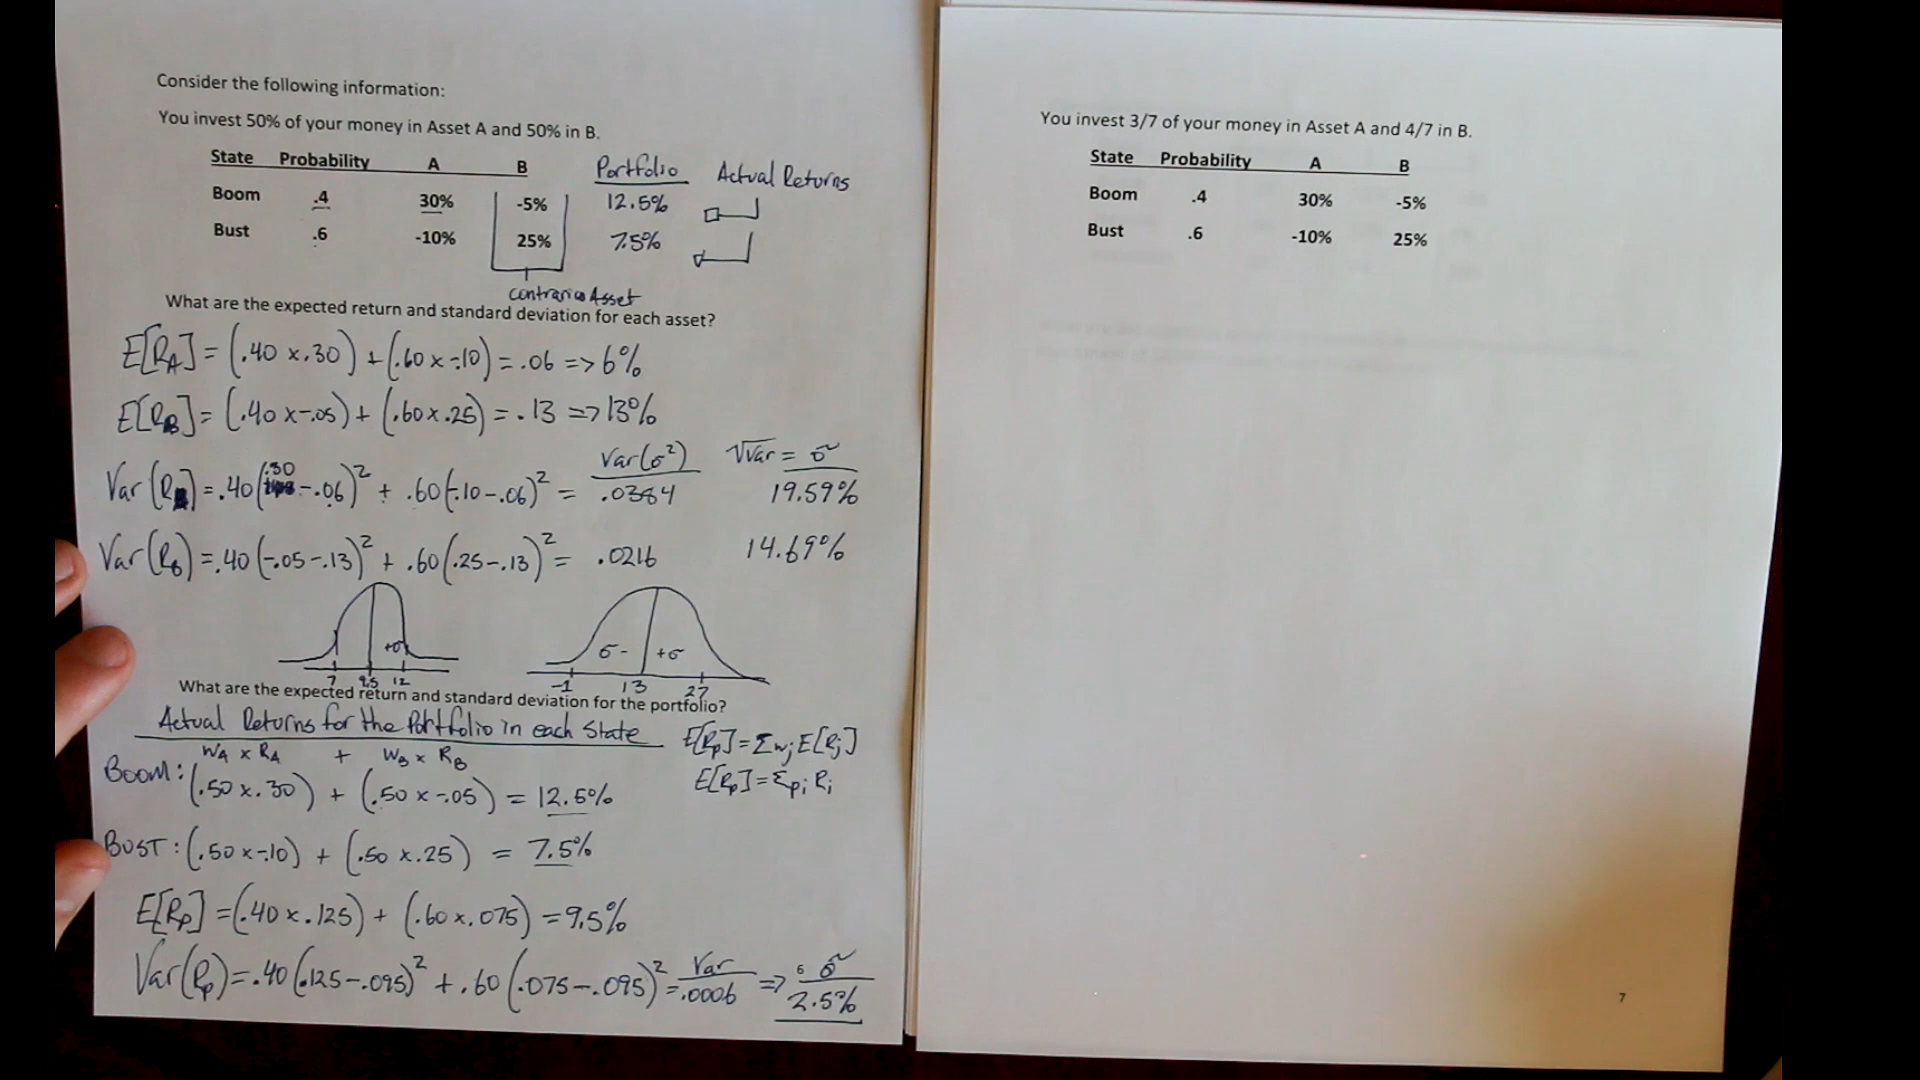 Consider the following information:
You invest 50% of your money in Asset A and 50% in B.
State Probability A B Portfolio Actual Returns
Boom .4 30% -5% 12.5%
Bust .6 -10% 25% 7.5%
contrarian Asset
What are the expected return and standard deviation for each asset?
E[RA] = (.40 x .30) + (.60 x -.10) = .06 => 6%
E[RB] = (.40 x -.05) + (.60 x .25) = .13 => 13%
Var(σ²) √Var = σ
Var(R) = .40(.30 - .06)² + .60(-.10 - .06)² = .0384 19.59%
Var(RB) = .40(-.05 - .13)² + .60(.25 - .13)² = .0216 14.69%
+σ σ- +σ
7 9.5 12 -1 13 27
What are the expected return and standard deviation for the portfolio?
Actual Returns for the Portfolio in each State
E[Rp] = Σwj E[Rj]
WA x RA + WB x RB
E[Rp] = Σpi Ri
Boom: (.50 x .30) + (.50 x -.05) = 12.5%
BUST: (.50 x -.10) + (.50 x .25) = 7.5%
E[Rp] = (.40 x .125) + (.60 x .075) = 9.5%
Var σ
Var(Rp) = .40(.125 - .095)² + .60(.075 - .095)² = .0006 => 2.5%
You invest 3/7 of your money in Asset A and 4/7 in B.
State Probability A B
Boom .4 30% -5%
Bust .6 -10% 25%
7